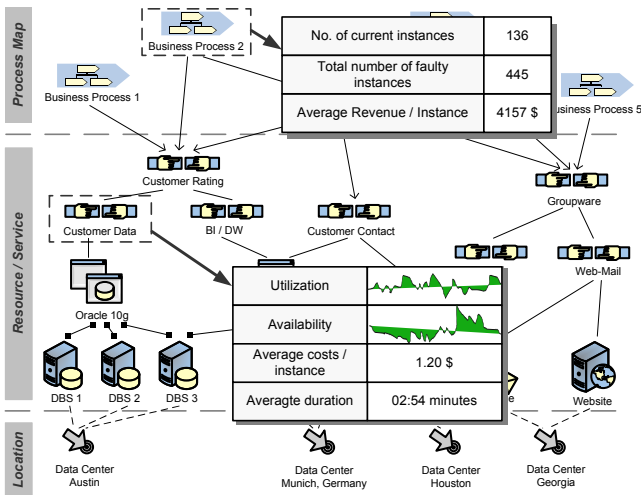 Process Map
Business Process 1
Business Process 2
No. of current instances
136
Total number of faulty
instances
445
Average Revenue / Instance
4157 $
usiness Process 5
Resource / Service
Customer Rating
Groupware
Customer Data
BI / DW
Customer Contact
Web-Mail
Oracle 10g
Utilization
Availability
Average costs /
instance
1.20 $
Averagte duration
02:54 minutes
DBS 1
DBS 2
DBS 3
e
Website
Location
Data Center
Austin
Data Center
Munich, Germany
Data Center
Houston
Data Center
Georgia